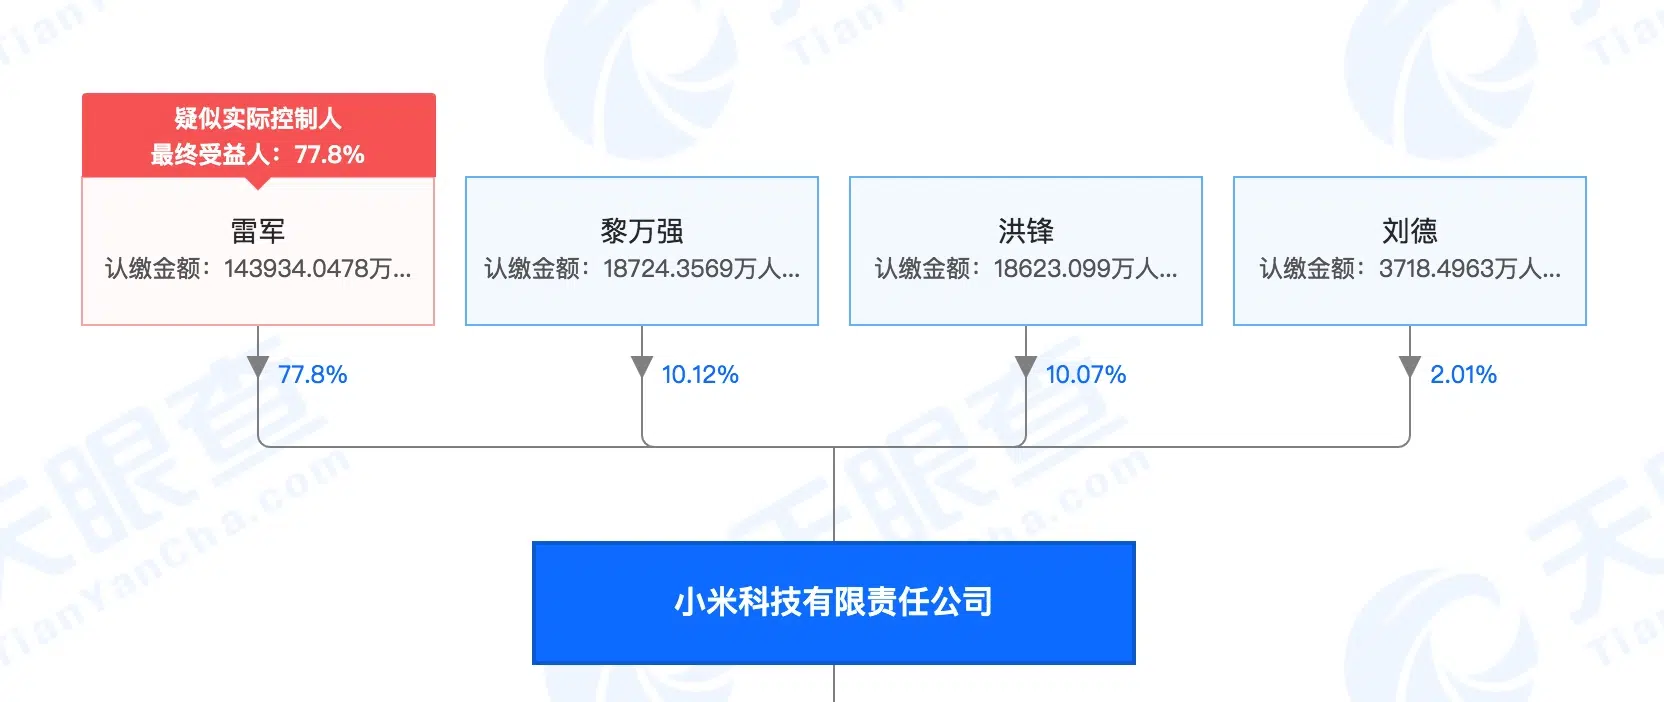 疑似实际控制人
最终受益人：77.8%
雷军
认缴金额：143934.0478万...
黎万强
认缴金额：18724.3569万人...
洪锋
认缴金额：18623.099万人...
刘德
认缴金额：3718.4963万人...
77.8%
10.12%
10.07%
2.01%
小米科技有限责任公司
天眼查
TianYanCha.com